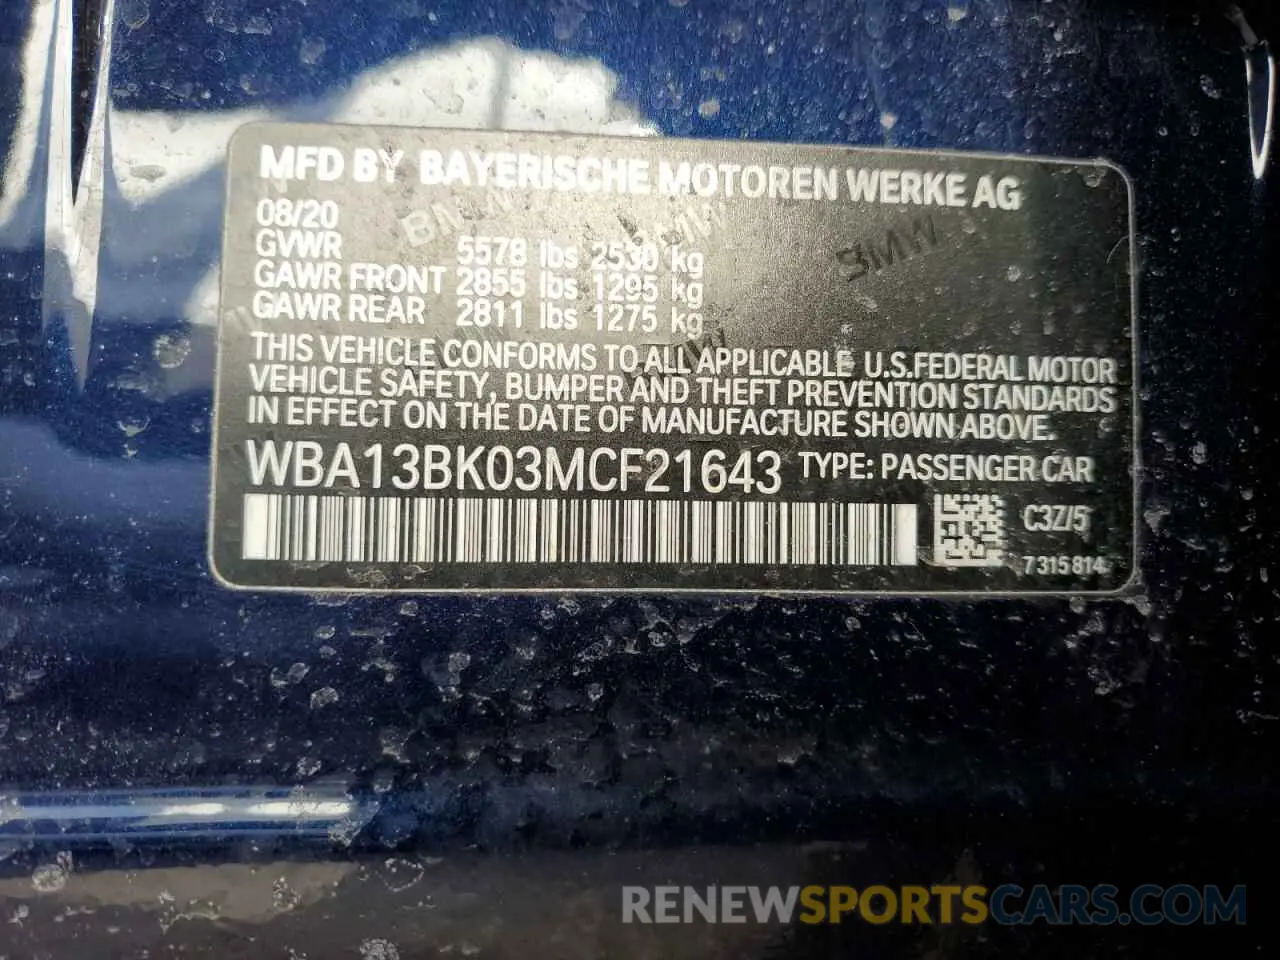 MFD BY BAYERISCHE MOTOREN WERKE AG
08/20
GVWR 5578 lbs 2530 kg
GAWR FRONT 2855 lbs 1295 kg
GAWR REAR 2811 lbs 1275 kg
THIS VEHICLE CONFORMS TO ALL APPLICABLE U.S.FEDERAL MOTOR
VEHICLE SAFETY, BUMPER AND THEFT PREVENTION STANDARDS
IN EFFECT ON THE DATE OF MANUFACTURE SHOWN ABOVE.
WBA13BK03MCF21643 TYPE: PASSENGER CAR
C3Z/5
7 315 814
BMW
BMW
BMW
RENEWSPORTSCARS.COM